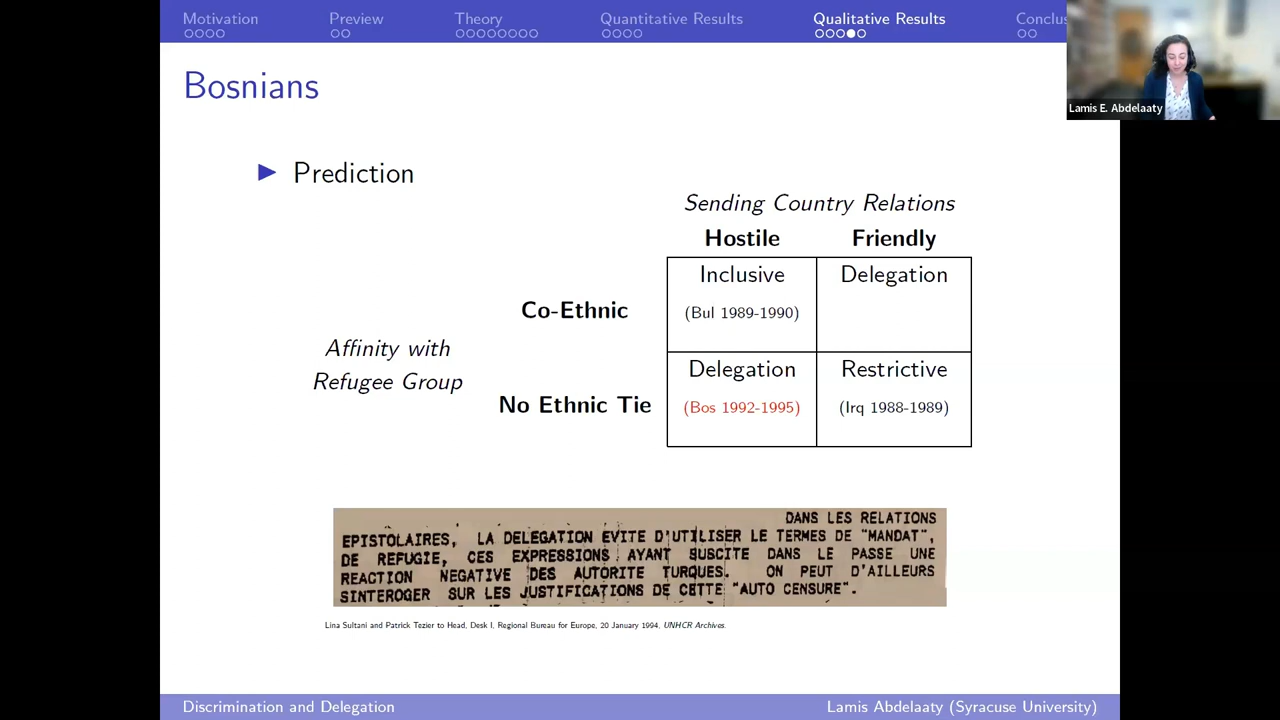 Motivation
Preview
Theory
Quantitative Results
Qualitative Results
Conclus
Lamis E. Abdelaaty
Bosnians
Prediction
Sending Country Relations
Hostile Friendly
Inclusive Delegation
Co-Ethnic
(Bul 1989-1990)
Affinity with
Refugee Group
Delegation Restrictive
No Ethnic Tie
(Bos 1992-1995) (Irq 1988-1989)
DANS LES RELATIONS
EPISTOLAIRES, LA DELEGATION EVITE D'UTILISER LE TERMES DE "MANDAT",
DE REFUGIE, CES EXPRESSIONS AYANT SUSCITE DANS LE PASSE UNE
REACTION NEGATIVE DES AUTORITE TURQUES. ON PEUT D'AILLEURS
SINTEROGER SUR LES JUSTIFICATIONS DE CETTE "AUTO CENSURE".
Lina Sultani and Patrick Tezier to Head, Desk I, Regional Bureau for Europe, 20 January 1994, UNHCR Archives.
Discrimination and Delegation
Lamis Abdelaaty (Syracuse University)